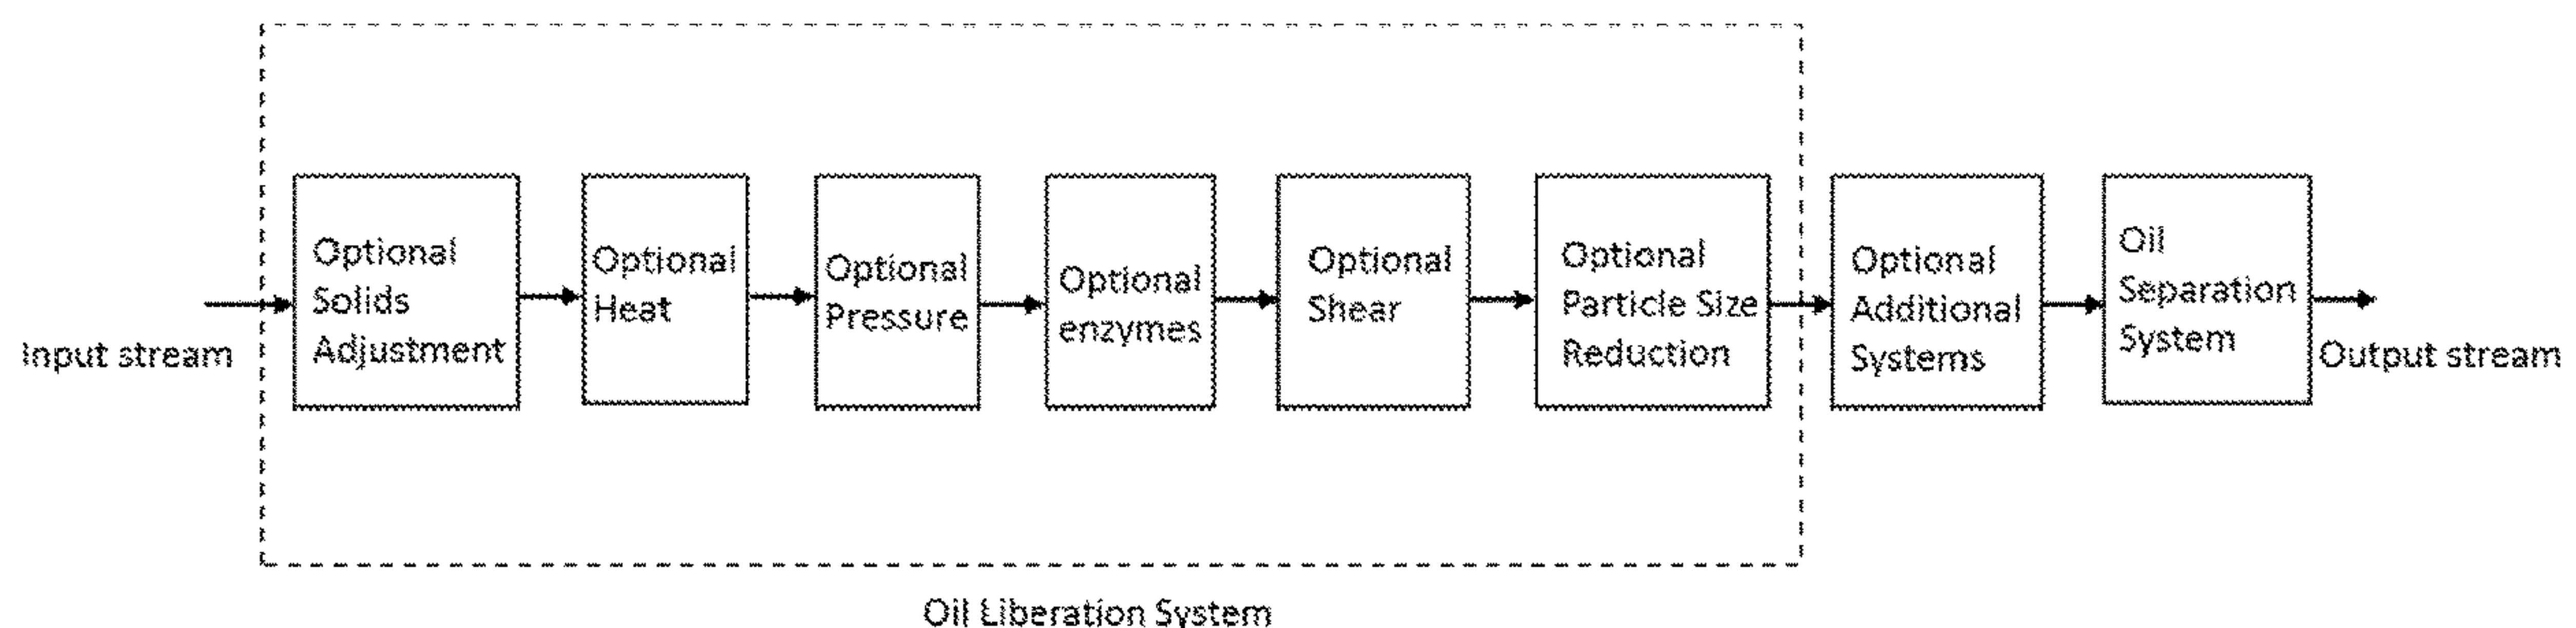 Input stream
Optional
Solids
Adjustment
Optional
Heat
Optional
Pressure
Optional
enzymes
Optional
Shear
Optional
Particle Size
Reduction
Optional
Additional
Systems
Oil
Separation
System
Output stream
Oil Liberation System